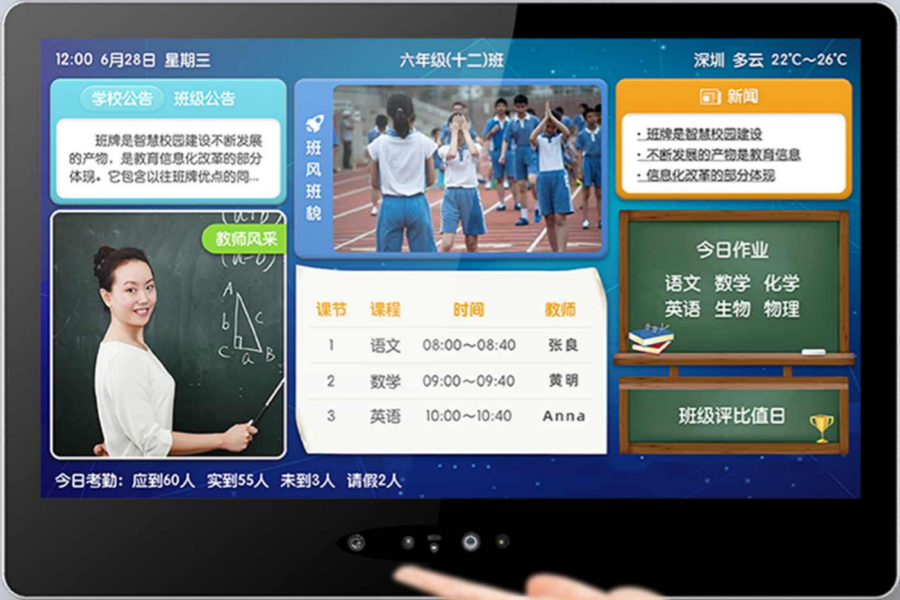 12:00 6月28日 星期三
六年级(十二)班
深圳 多云 22℃～26℃
学校公告 班级公告
班牌是智慧校园建设不断发展
的产物，是教育信息化改革的部分
体现。它包含以往班牌优点的同...
班风班貌
新闻
· 班牌是智慧校园建设
· 不断发展的产物是教育信息
· 信息化改革的部分体现
教师风采
(a+b)
(a-b)
A
b c
C a B
课节 课程 时间 教师
1 语文 08:00～08:40 张良
2 数学 09:00～09:40 黄明
3 英语 10:00～10:40 Anna
今日作业
语文 数学 化学
英语 生物 物理
班级评比值日
今日考勤：应到60人 实到55人 未到3人 请假2人